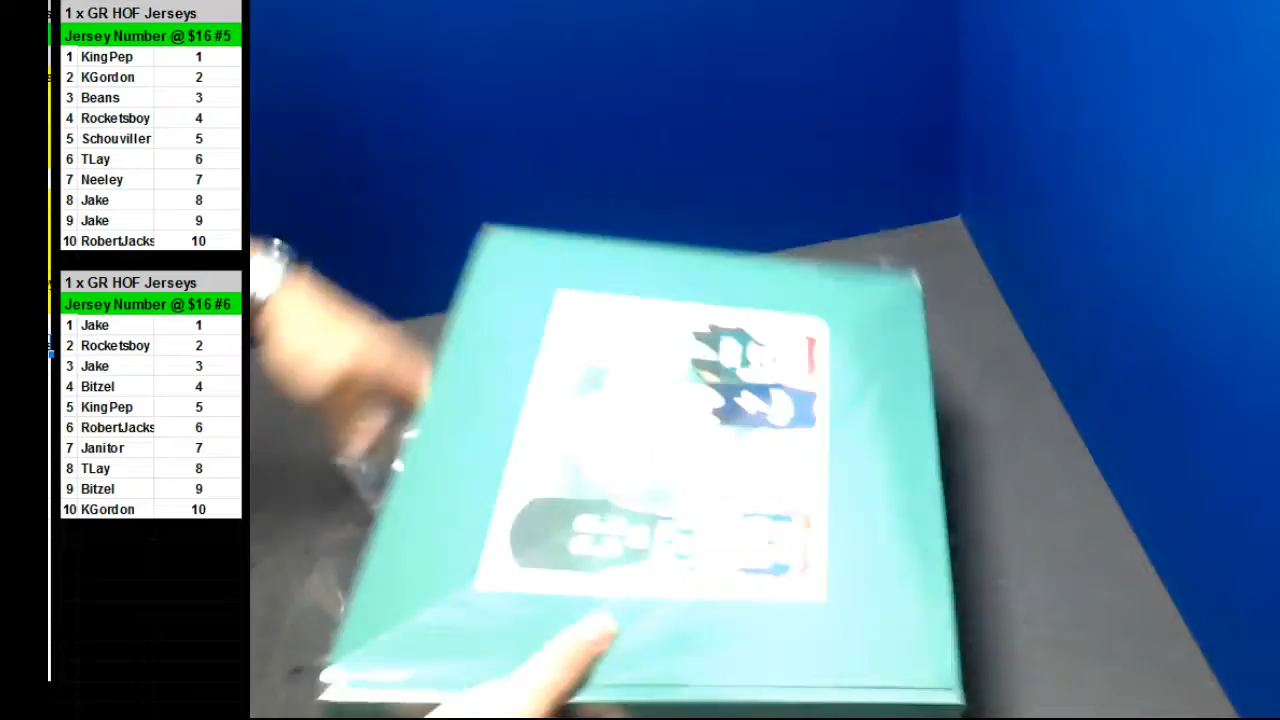 1 x GR HOF Jerseys
Jersey Number @ $16 #5
1 KingPep 1
2 KGordon 2
3 Beans 3
4 Rocketsboy 4
5 Schouviller 5
6 TLay 6
7 Neeley 7
8 Jake 8
9 Jake 9
10 RobertJacks 10
1 x GR HOF Jerseys
Jersey Number @ $16 #6
1 Jake 1
2 Rocketsboy 2
3 Jake 3
4 Bitzel 4
5 KingPep 5
6 RobertJacks 6
7 Janitor 7
8 TLay 8
9 Bitzel 9
10 KGordon 10